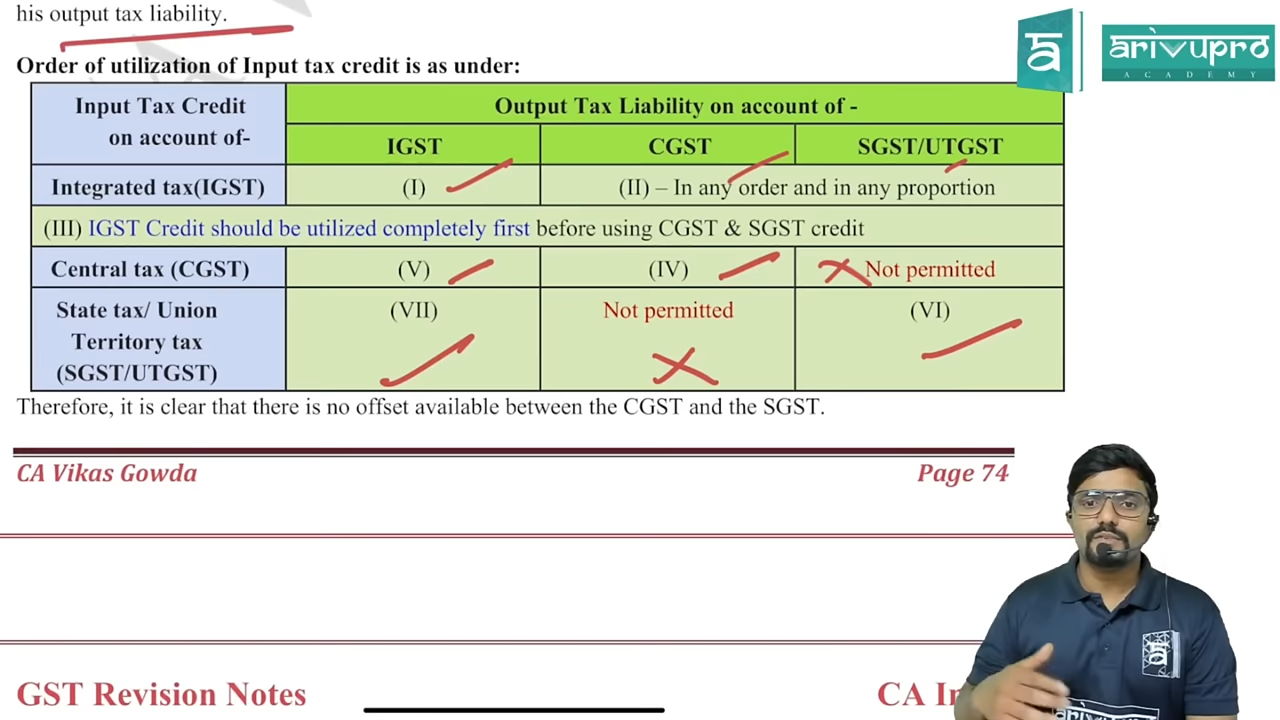 his output tax liability.
arivupro
ACADEMY
Order of utilization of Input tax credit is as under:
Input Tax Credit on account of-
Output Tax Liability on account of -
IGST
CGST
SGST/UTGST
Integrated tax(IGST)
(I)
(II) – In any order and in any proportion
(III) IGST Credit should be utilized completely first before using CGST & SGST credit
Central tax (CGST)
(V)
(IV)
Not permitted
State tax/ Union
Territory tax
(SGST/UTGST)
(VII)
Not permitted
(VI)
Therefore, it is clear that there is no offset available between the CGST and the SGST.
CA Vikas Gowda
Page 74
GST Revision Notes
CA
arivupro